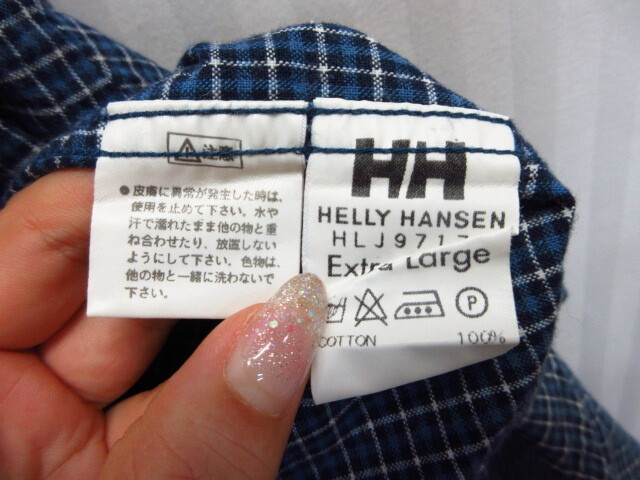 注意
●皮膚に異常が発生した時は、
使用を止めて下さい。水や
汗で濡れたまま他の物と重
ね合わせたり、放置しない
ようにして下さい。色物は、
他の物と一緒に洗わないで
下さい。
HH
HELLY HANSEN
HLJ971
Extra Large
P
COTTON 100%